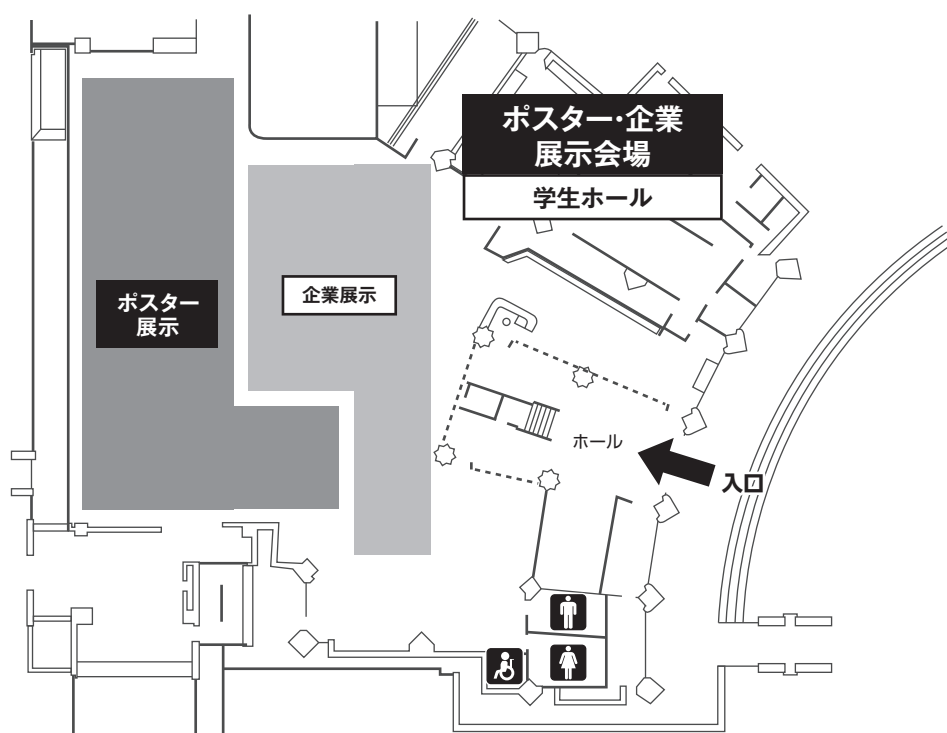 ポスター・企業
展示会場
学生ホール
企業展示
ポスター
展示
ホール
入口